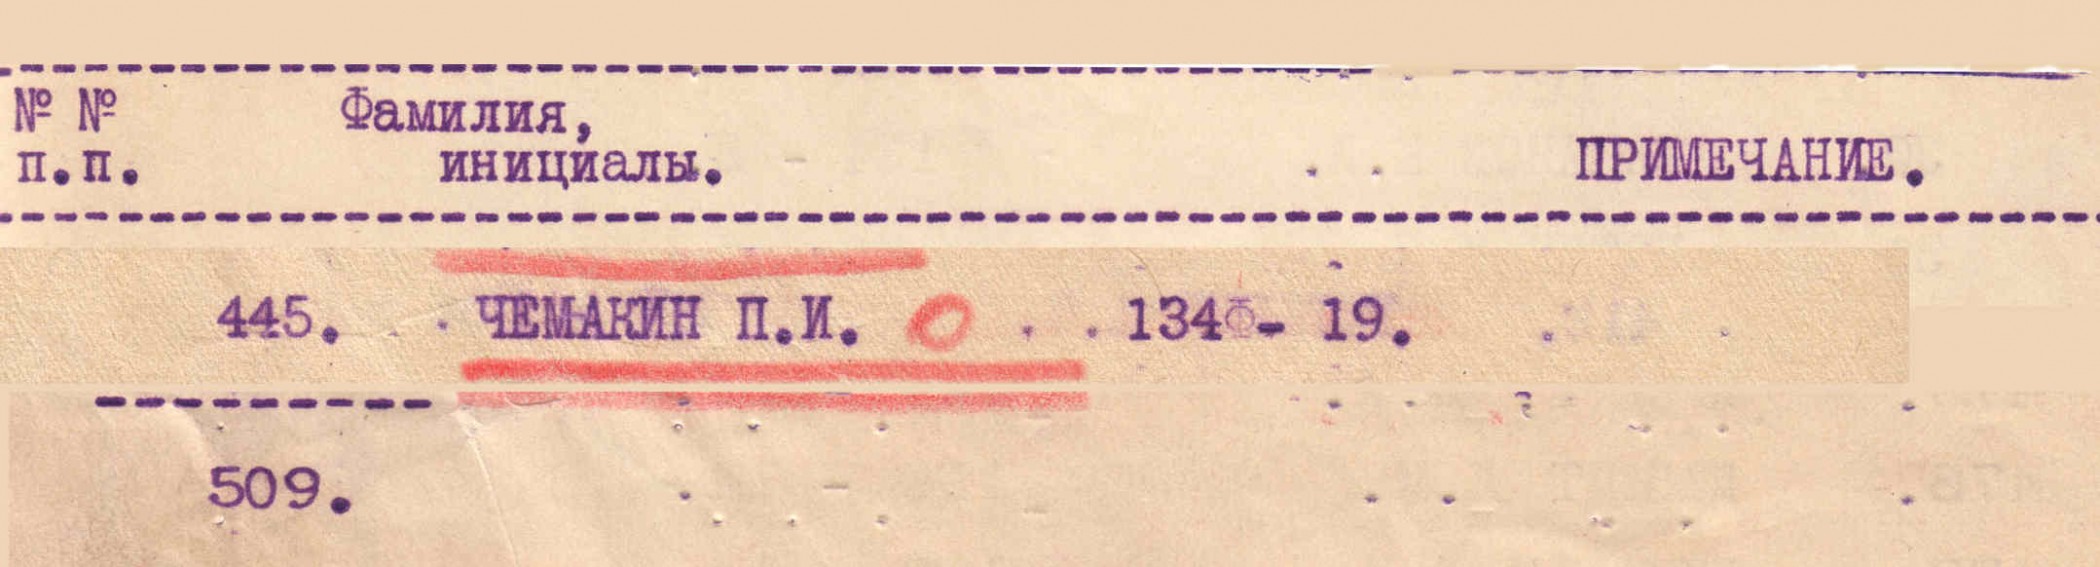 № № Фамилия,
п.п. инициалы. ПРИМЕЧАНИЕ.
445. ЧЕМАКИН П.И. О 134Ф- 19.
509.